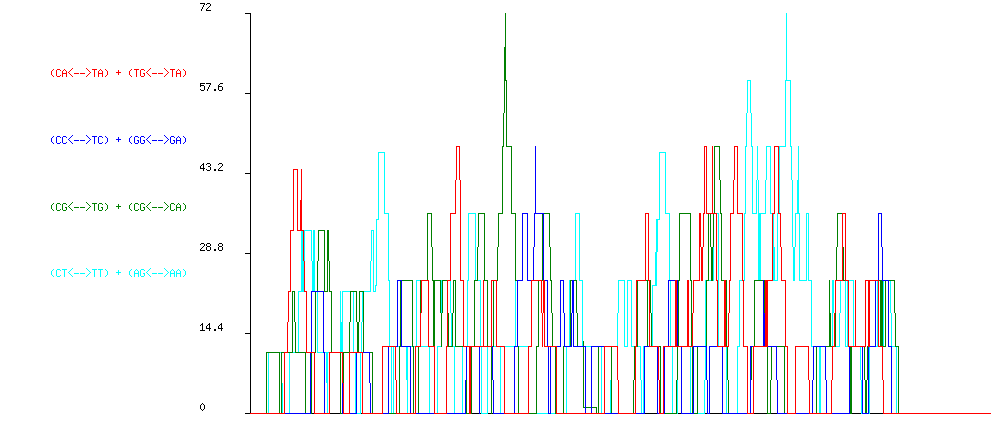 72
(CA<-->TA) + (TG<-->TA)
57.6
(CC<-->TC) + (GG<-->GA)
43.2
(CG<-->TG) + (CG<-->CA)
28.8
(CT<-->TT) + (AG<-->AA)
14.4
0